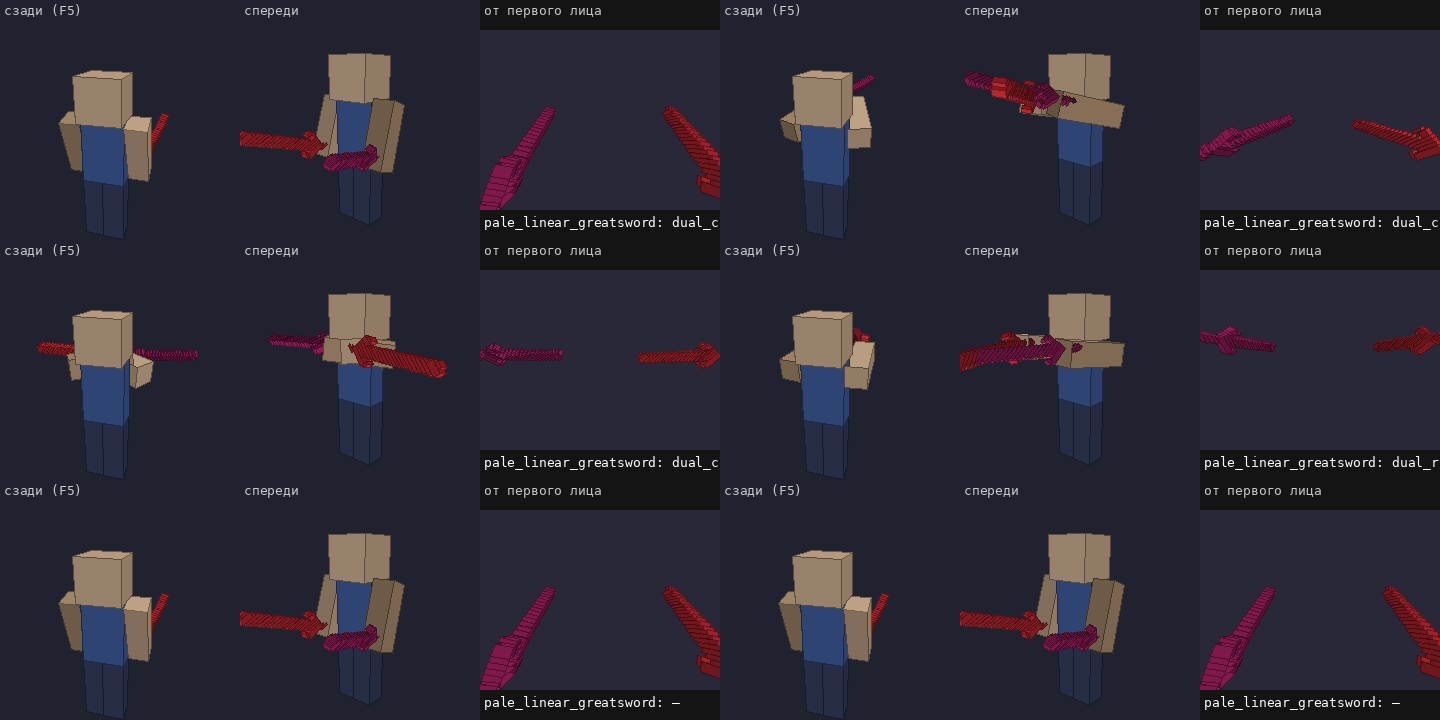 сзади (F5) спереди от первого лица сзади (F5) спереди от первого лица
pale_linear_greatsword: dual_c pale_linear_greatsword: dual_c
сзади (F5) спереди от первого лица сзади (F5) спереди от первого лица
pale_linear_greatsword: dual_c pale_linear_greatsword: dual_r
сзади (F5) спереди от первого лица сзади (F5) спереди от первого лица
pale_linear_greatsword: — pale_linear_greatsword: —